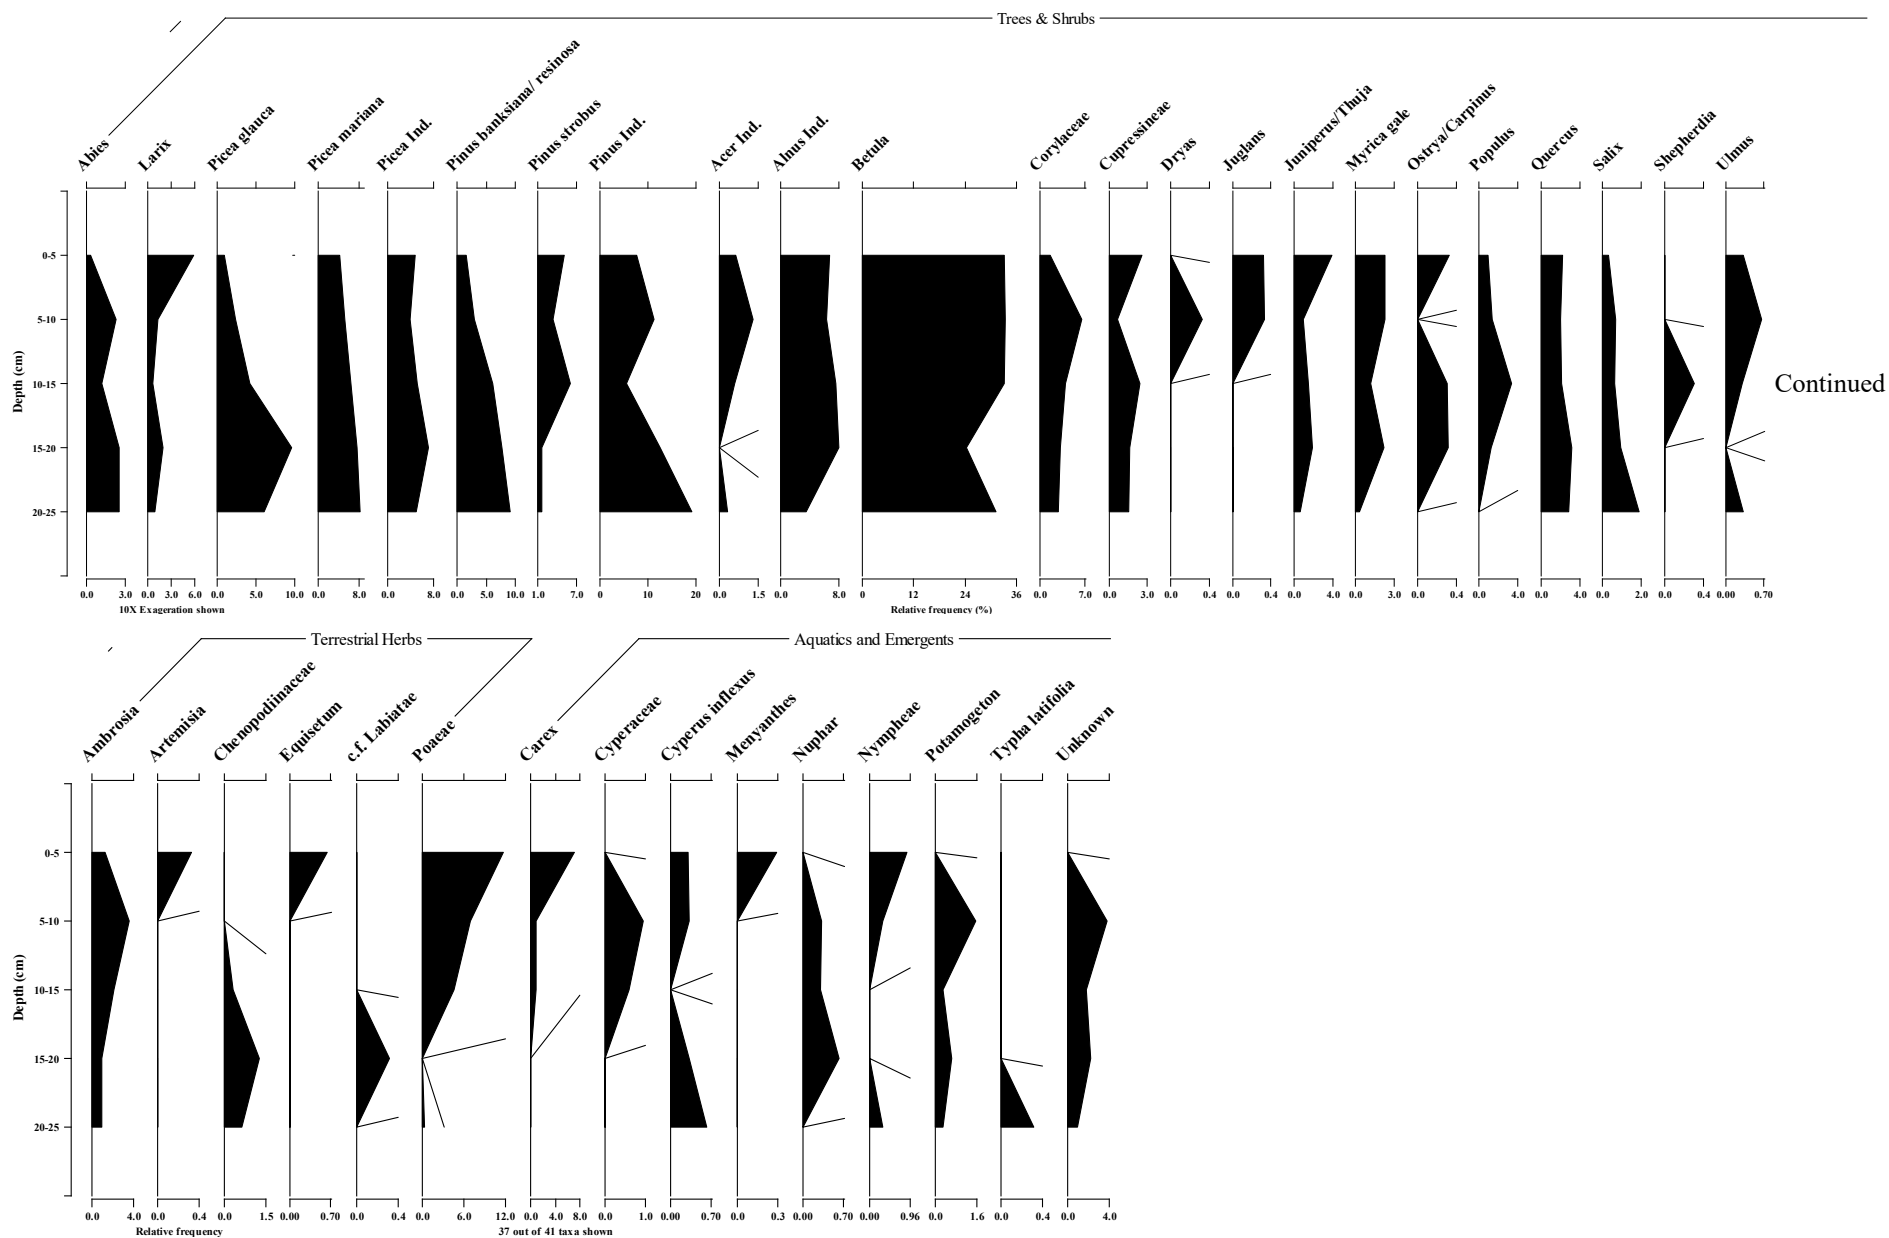 Trees & Shrubs
Abies
Larix
Picea glauca
Picea mariana
Picea Ind.
Pinus banksiana/ resinosa
Pinus strobus
Pinus Ind.
Acer Ind.
Alnus Ind.
Betula
Corylaceae
Cupressineae
Dryas
Juglans
Juniperus/Thuja
Myrica gale
Ostrya/Carpinus
Populus
Quercus
Salix
Shepherdia
Ulmus
Depth (cm)
0-5
5-10
10-15
15-20
20-25
Continued
0.0 3.0 0.0 3.0 6.0 0.0 5.0 10.0 0.0 8.0 0.0 8.0 0.0 5.0 10.0 1.0 7.0 0 10 20 0.0 1.5 0.0 8.0 0 12 24 36 0.0 7.0 0.0 3.0 0.0 0.4 0.0 0.4 0.0 4.0 0.0 3.0 0.0 0.4 0.0 4.0 0.00 4.0 0.0 2.0 0.0 0.4 0.00 0.70
10X Exageration shown
Relative frequency (%)
Terrestrial Herbs
Aquatics and Emergents
Ambrosia
Artemisia
Chenopodiinaceae
Equisetum
c.f. Labiatae
Poaeae
Carex
Cyperaceae
Cyperus inflexus
Menyanthes
Nuphar
Nympheae
Potamogeton
Typha latifolia
Unknown
Depth (cm)
0-5
5-10
10-15
15-20
20-25
0.0 4.0 0.0 0.4 0.0 1.5 0.00 0.70 0.0 0.4 0.0 6.0 12.0 0.0 4.0 8.0 0.0 1.0 0.00 0.70 0.0 0.3 0.00 0.70 0.00 0.96 0.0 1.6 0.0 0.4 0.0 4.0
Relative frequency
37 out of 41 taxa shown